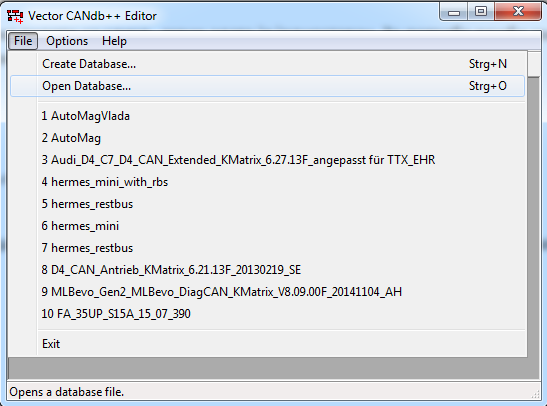 Vector CANdb++ Editor
File Options Help
Create Database... Strg+N
Open Database... Strg+O
1 AutoMagVlada
2 AutoMag
3 Audi_D4_C7_D4_CAN_Extended_KMatrix_6.27.13F_angepasst für TTX_EHR
4 hermes_mini_with_rbs
5 hermes_restbus
6 hermes_mini
7 hermes_restbus
8 D4_CAN_Antrieb_KMatrix_6.21.13F_20130219_SE
9 MLBevo_Gen2_MLBevo_DiagCAN_KMatrix_V8.09.00F_20141104_AH
10 FA_35UP_S15A_15_07_390
Exit
Opens a database file.